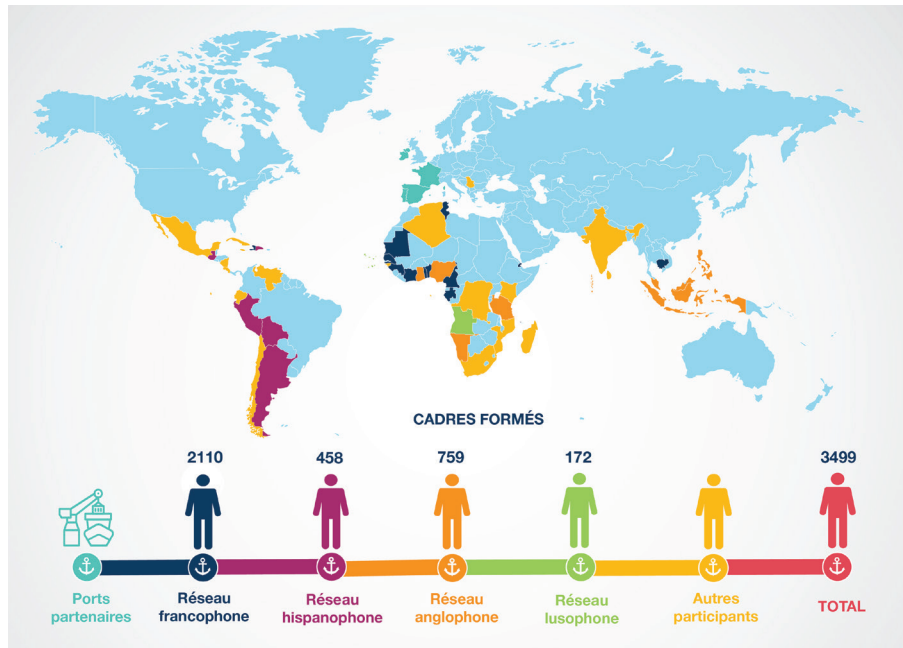 CADRES FORMÉS
2110
458
759
172
3499
Ports
partenaires
Réseau
francophone
Réseau
hispanophone
Réseau
anglophone
Réseau
lusophone
Autres
participants
TOTAL